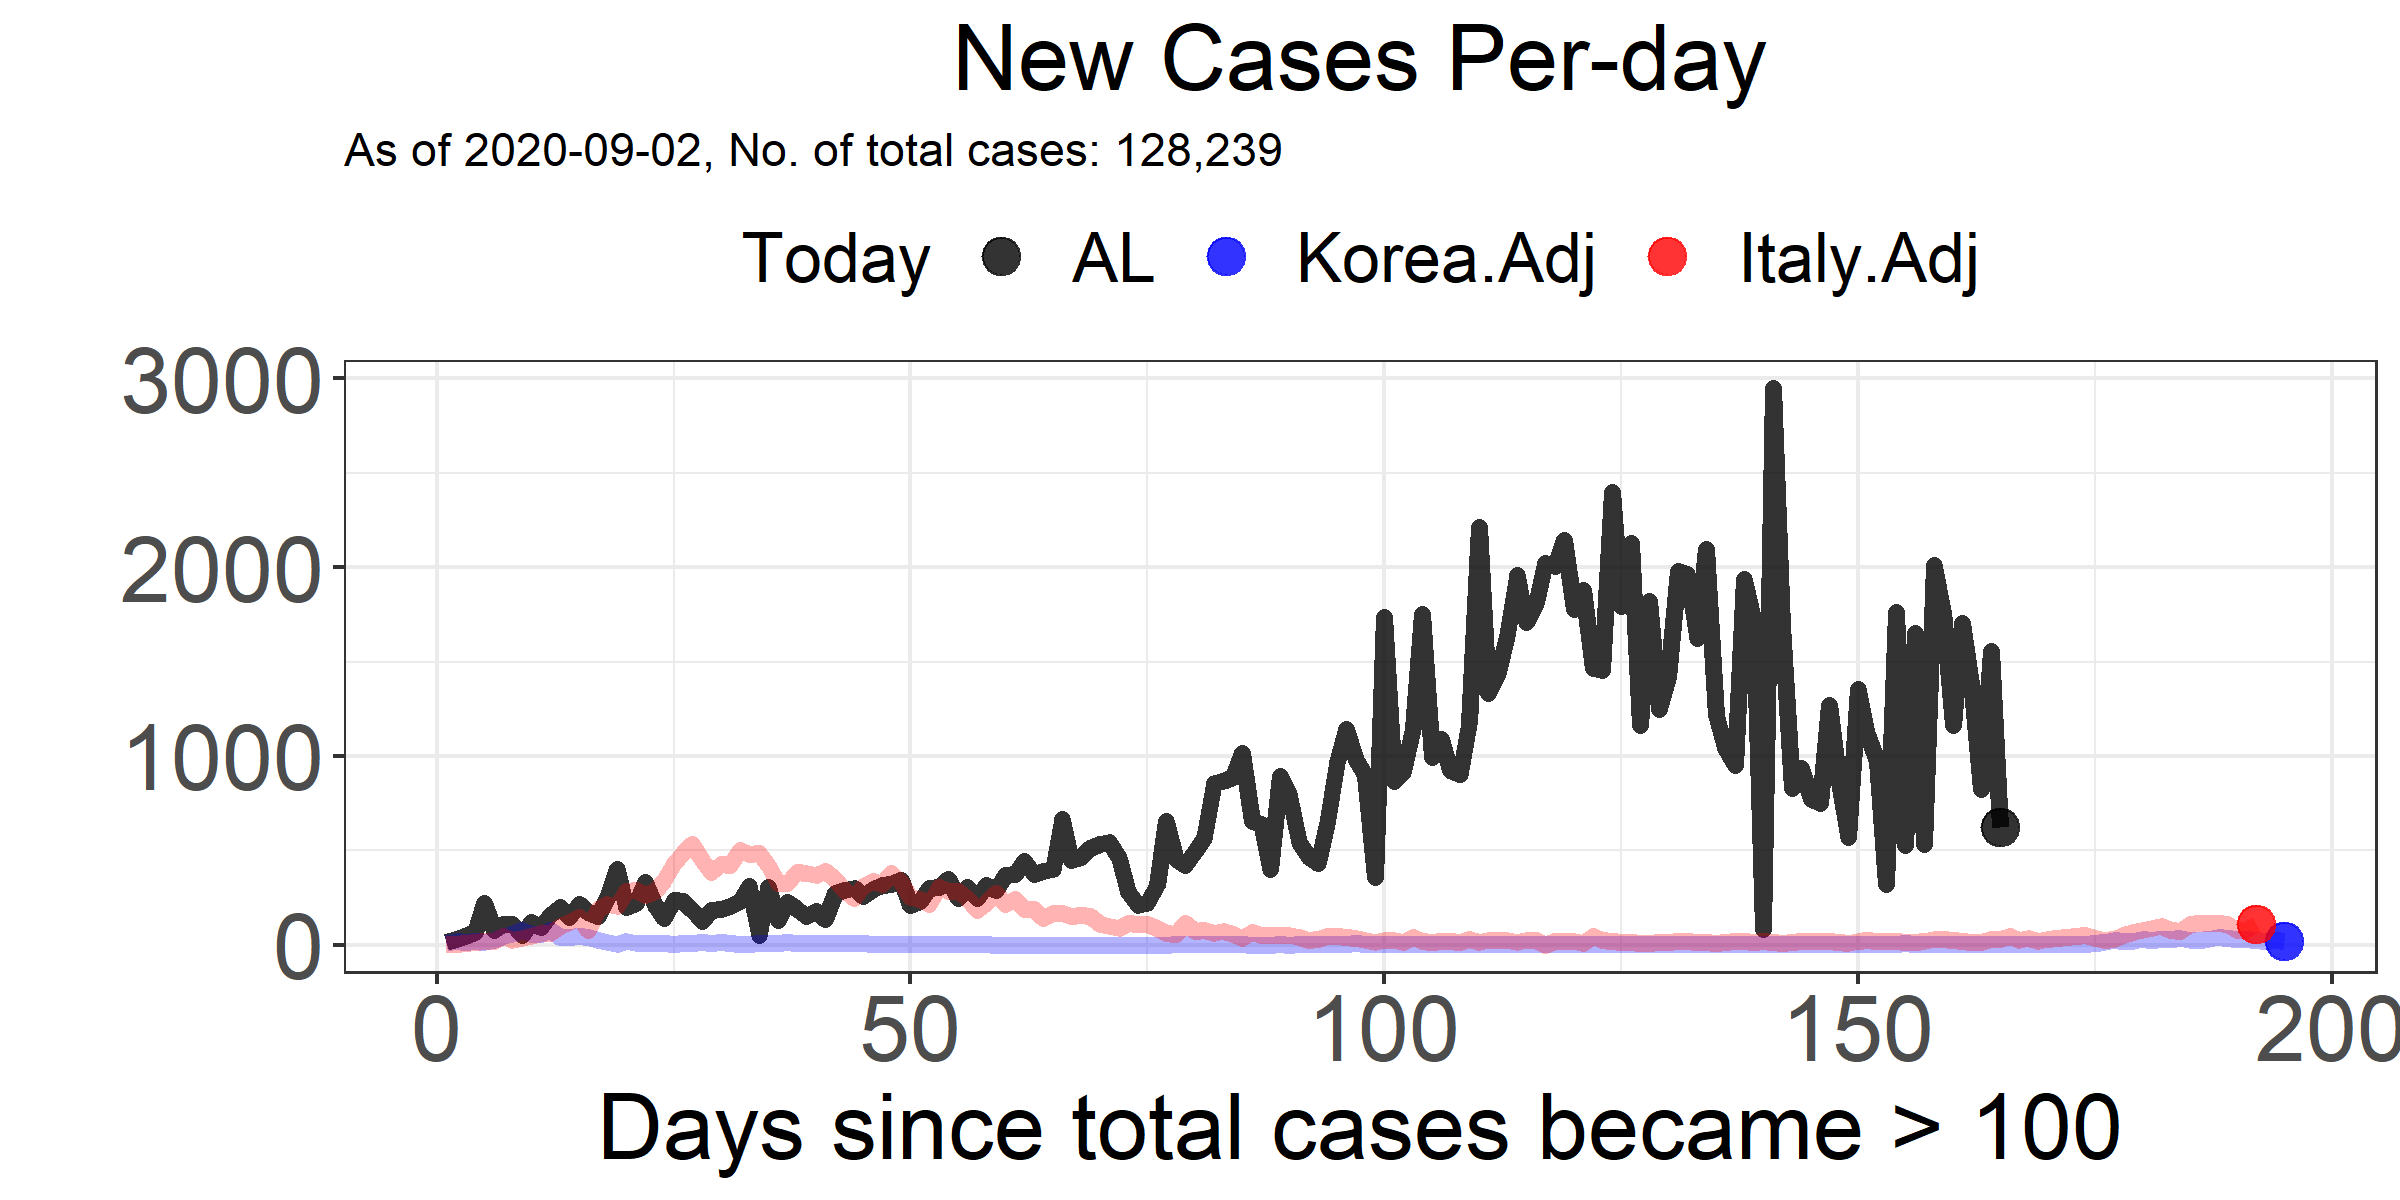 New Cases Per-day
As of 2020-09-02, No. of total cases: 128,239
Today AL Korea.Adj Italy.Adj
3000
2000
1000
0
0 50 100 150 200
Days since total cases became > 100